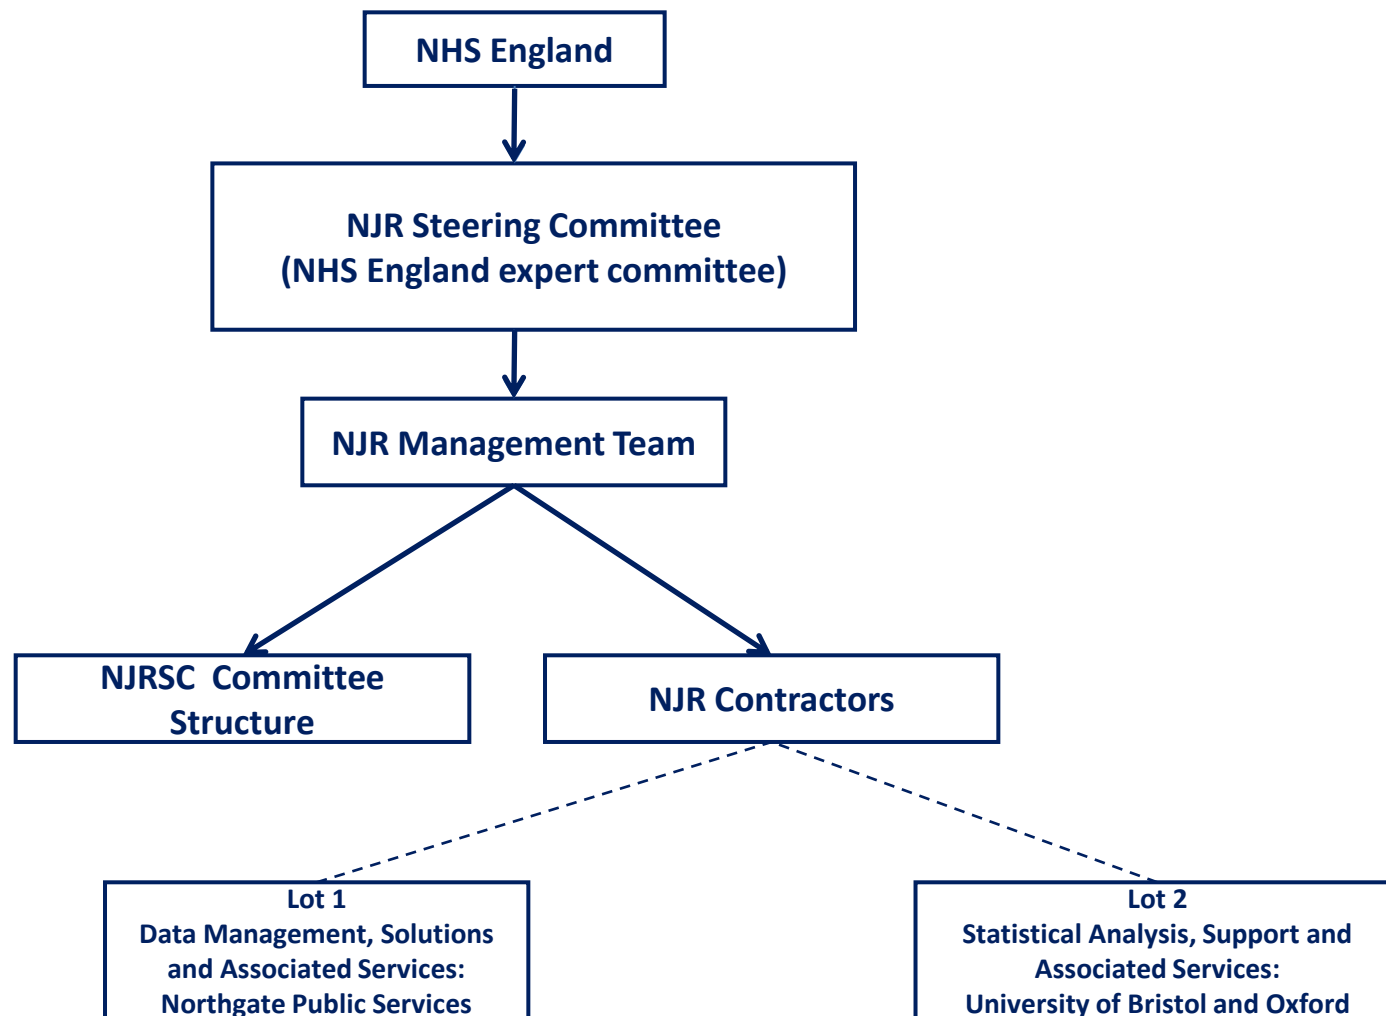 NHS England
NJR Steering Committee
(NHS England expert committee)
NJR Management Team
NJRSC Committee
Structure
NJR Contractors
Lot 1
Data Management, Solutions
and Associated Services:
Northgate Public Services
Lot 2
Statistical Analysis, Support and
Associated Services:
University of Bristol and Oxford